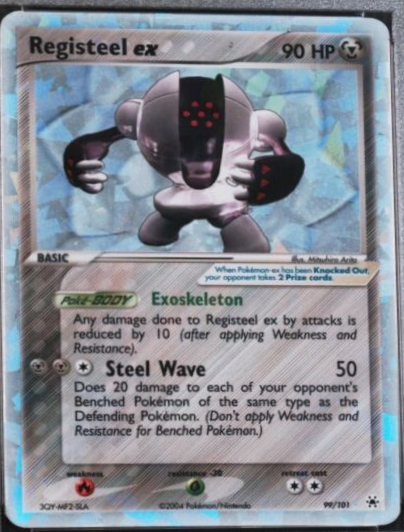 Registeel ex 90 HP
BASIC Illus. Mitsuhiro Arita
When Pokémon-ex has been Knocked Out,
your opponent takes 2 Prize cards.
Poké-BODY Exoskeleton
Any damage done to Registeel ex by attacks is
reduced by 10 (after applying Weakness and
Resistance).
Steel Wave 50
Does 20 damage to each of your opponent's
Benched Pokémon of the same type as the
Defending Pokémon. (Don't apply Weakness and
Resistance for Benched Pokémon.)
weakness resistance -30 retreat cost
3QY-MF2-SLA ©2004 Pokémon/Nintendo 99/101